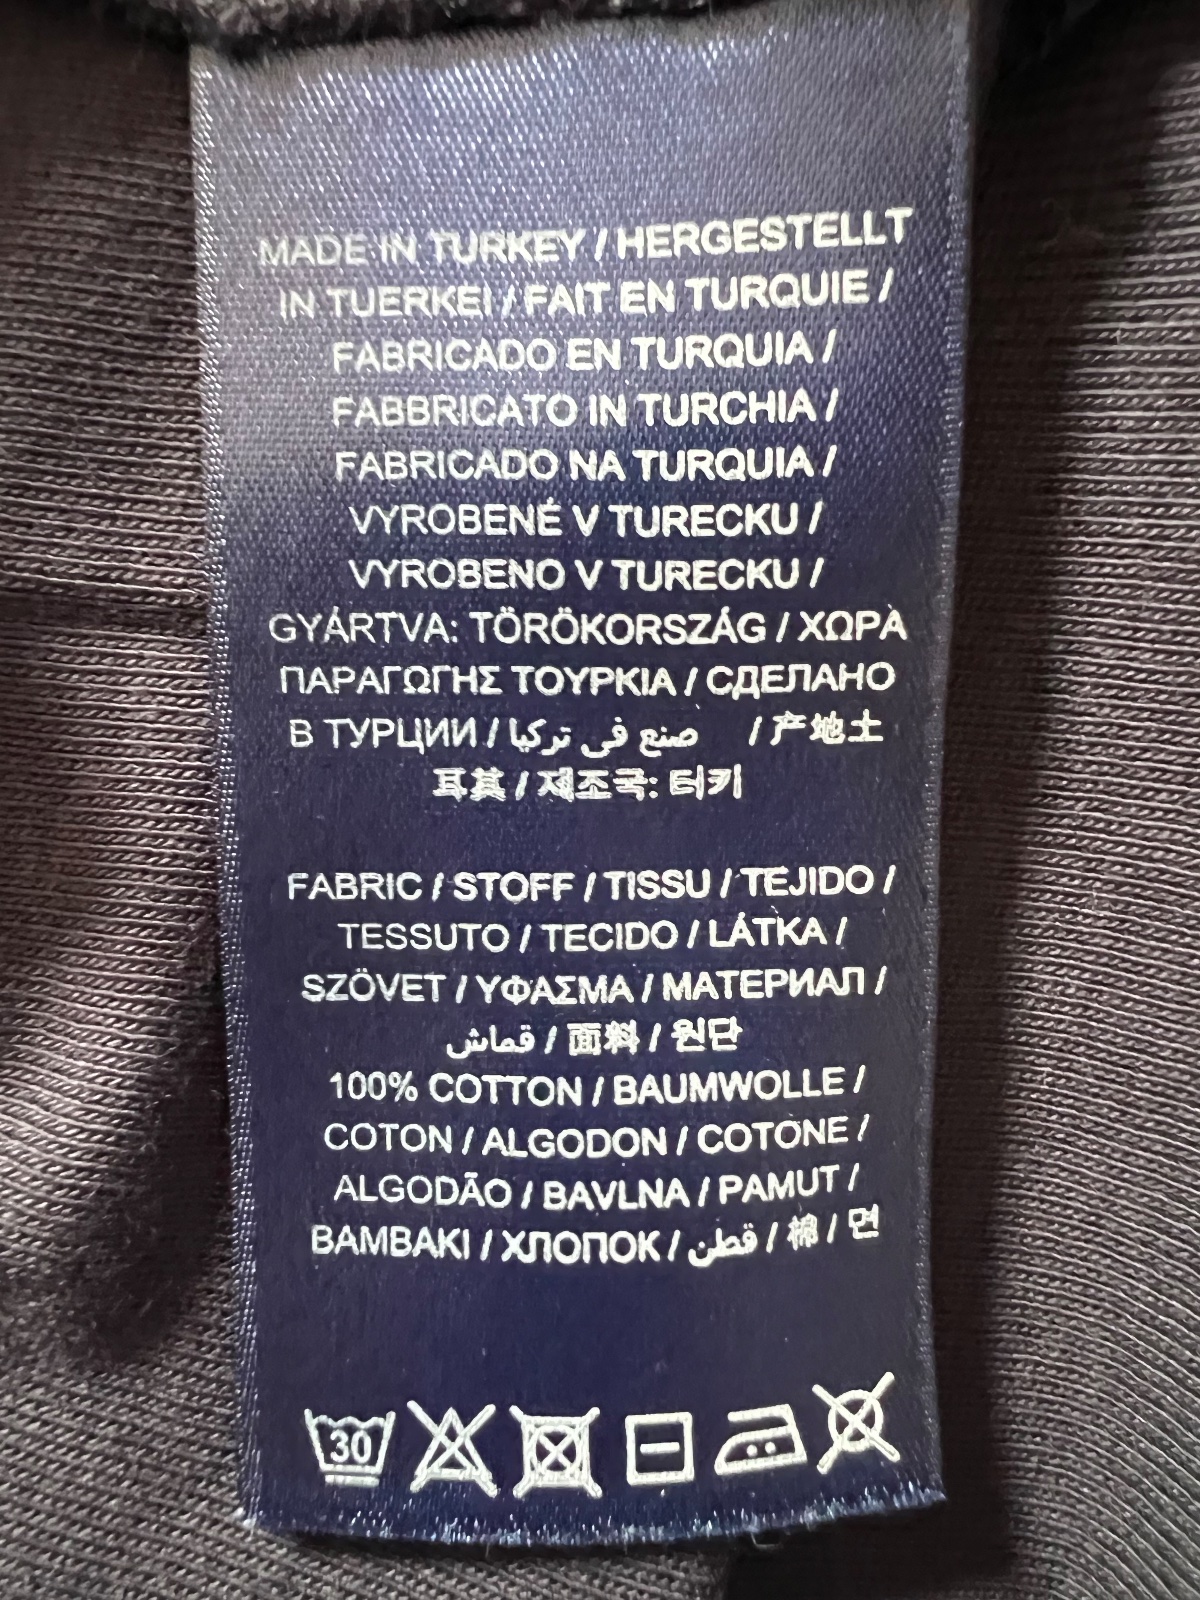 MADE IN TURKEY / HERGESTELLT
IN TUERKEI / FAIT EN TURQUIE /
FABRICADO EN TURQUIA /
FABBRICATO IN TURCHIA /
FABRICADO NA TURQUIA /
VYROBENÉ V TURECKU /
VYROBENO V TURECKU /
GYÁRTVA: TÖRÖKORSZÁG / ΧΩΡΑ
ΠΑΡΑΓΩΓΗΣ ΤΟΥΡΚΙΑ / СДЕЛАНО
В ТУРЦИИ / صنع في تركيا / 产地土
耳其 / 제조국: 터키
FABRIC / STOFF / TISSU / TEJIDO /
TESSUTO / TECIDO / LÁTKA /
SZÖVET / ΥΦΑΣΜΑ / МАТЕРИАЛ /
قماش / 面料 / 원단
100% COTTON / BAUMWOLLE /
COTON / ALGODON / COTONE /
ALGODÃO / BAVLNA / PAMUT /
BAMBAKI / ХЛОПОК / قطن / 棉 / 면
30